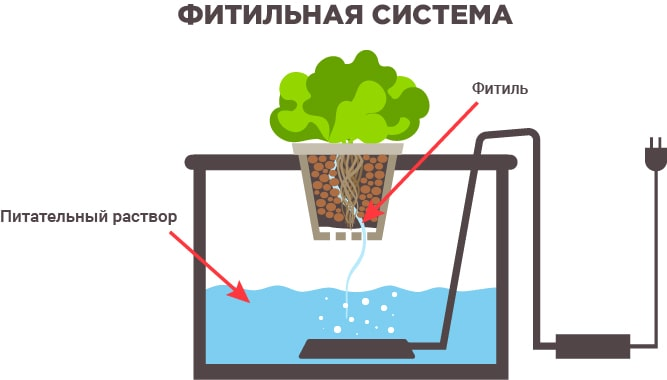 ФИТИЛЬНАЯ СИСТЕМА
Фитиль
Питательный раствор